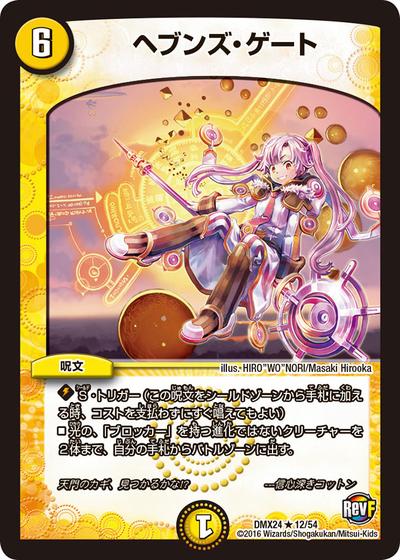 6
ヘブンズ・ゲート
illus. HIRO"WO"NORI/Masaki Hirooka
呪文
S・トリガー (この呪文をシールドゾーンから手札に加え
る時、コストを支払わずにすぐ唱えてもよい)
■ 光の、「ブロッカー」を持つ進化ではないクリーチャーを
2体まで、自分の手札からバトルゾーンに出す。
天門のカギ、見つかるかな!?
---信心深きコットン
1
RevF
DMX24 ★ 12/54
©2016 Wizards/Shogakukan/Mitsui-Kids